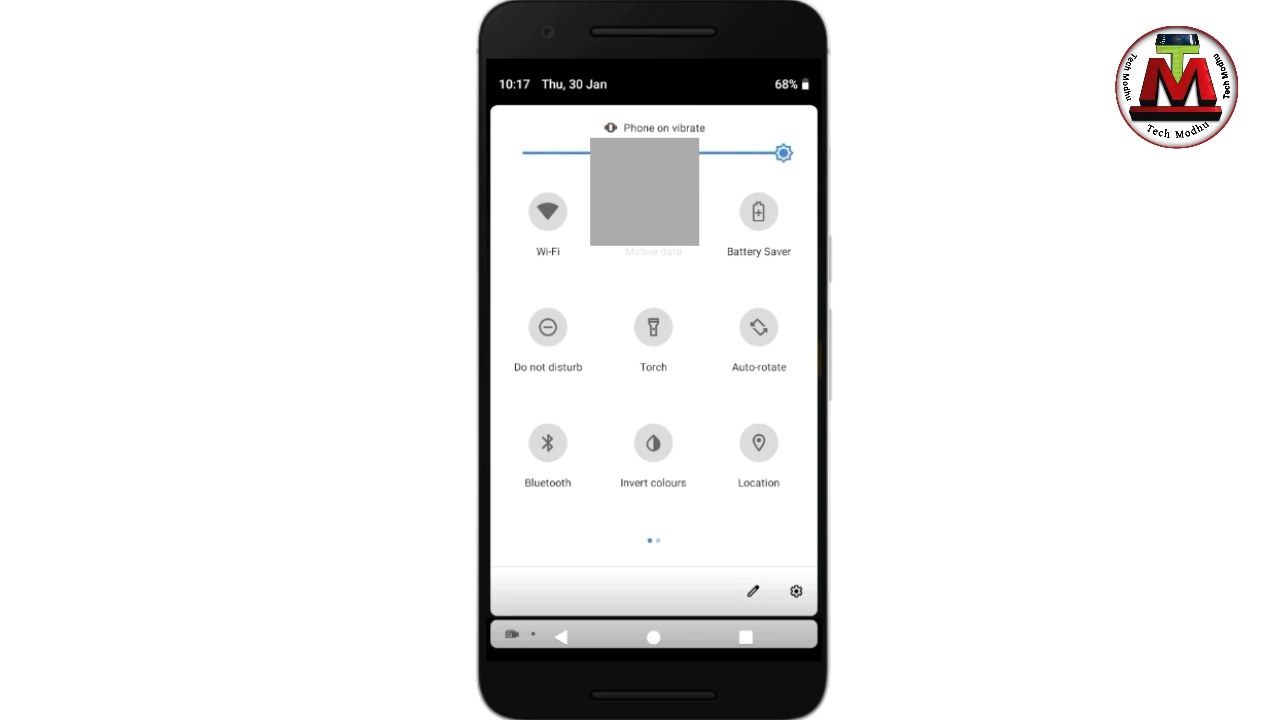 10:17 Thu, 30 Jan 68%
Phone on vibrate
Wi-Fi Mobile data Battery Saver
Do not disturb Torch Auto-rotate
Bluetooth Invert colours Location
TM
Tech Modhu
Tech Modhu
Tech Modhu